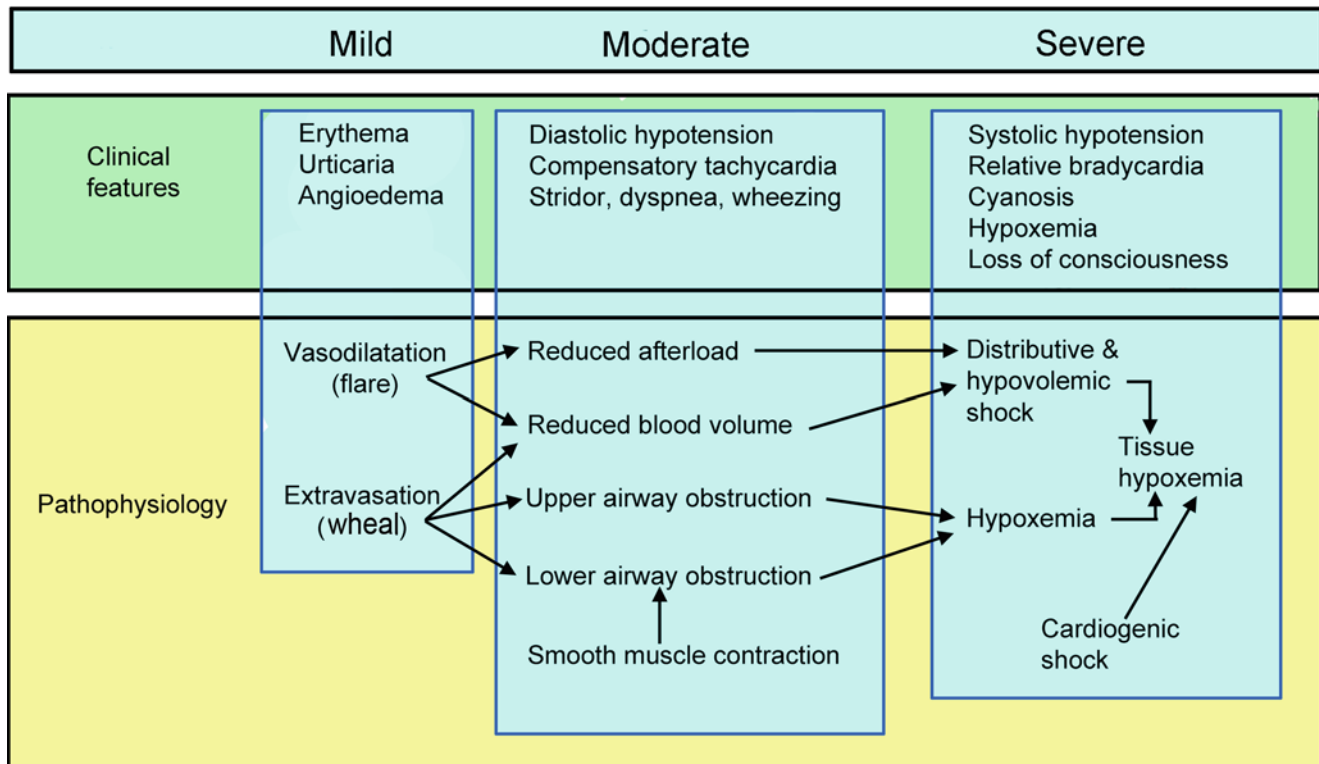 Mild
Moderate
Severe
Clinical
features
Erythema
Urticaria
Angioedema
Diastolic hypotension
Compensatory tachycardia
Stridor, dyspnea, wheezing
Systolic hypotension
Relative bradycardia
Cyanosis
Hypoxemia
Loss of consciousness
Pathophysiology
Vasodilatation
(flare)
Extravasation
(wheal)
Reduced afterload
Reduced blood volume
Upper airway obstruction
Lower airway obstruction
Smooth muscle contraction
Distributive &
hypovolemic
shock
Tissue
hypoxemia
Hypoxemia
Cardiogenic
shock